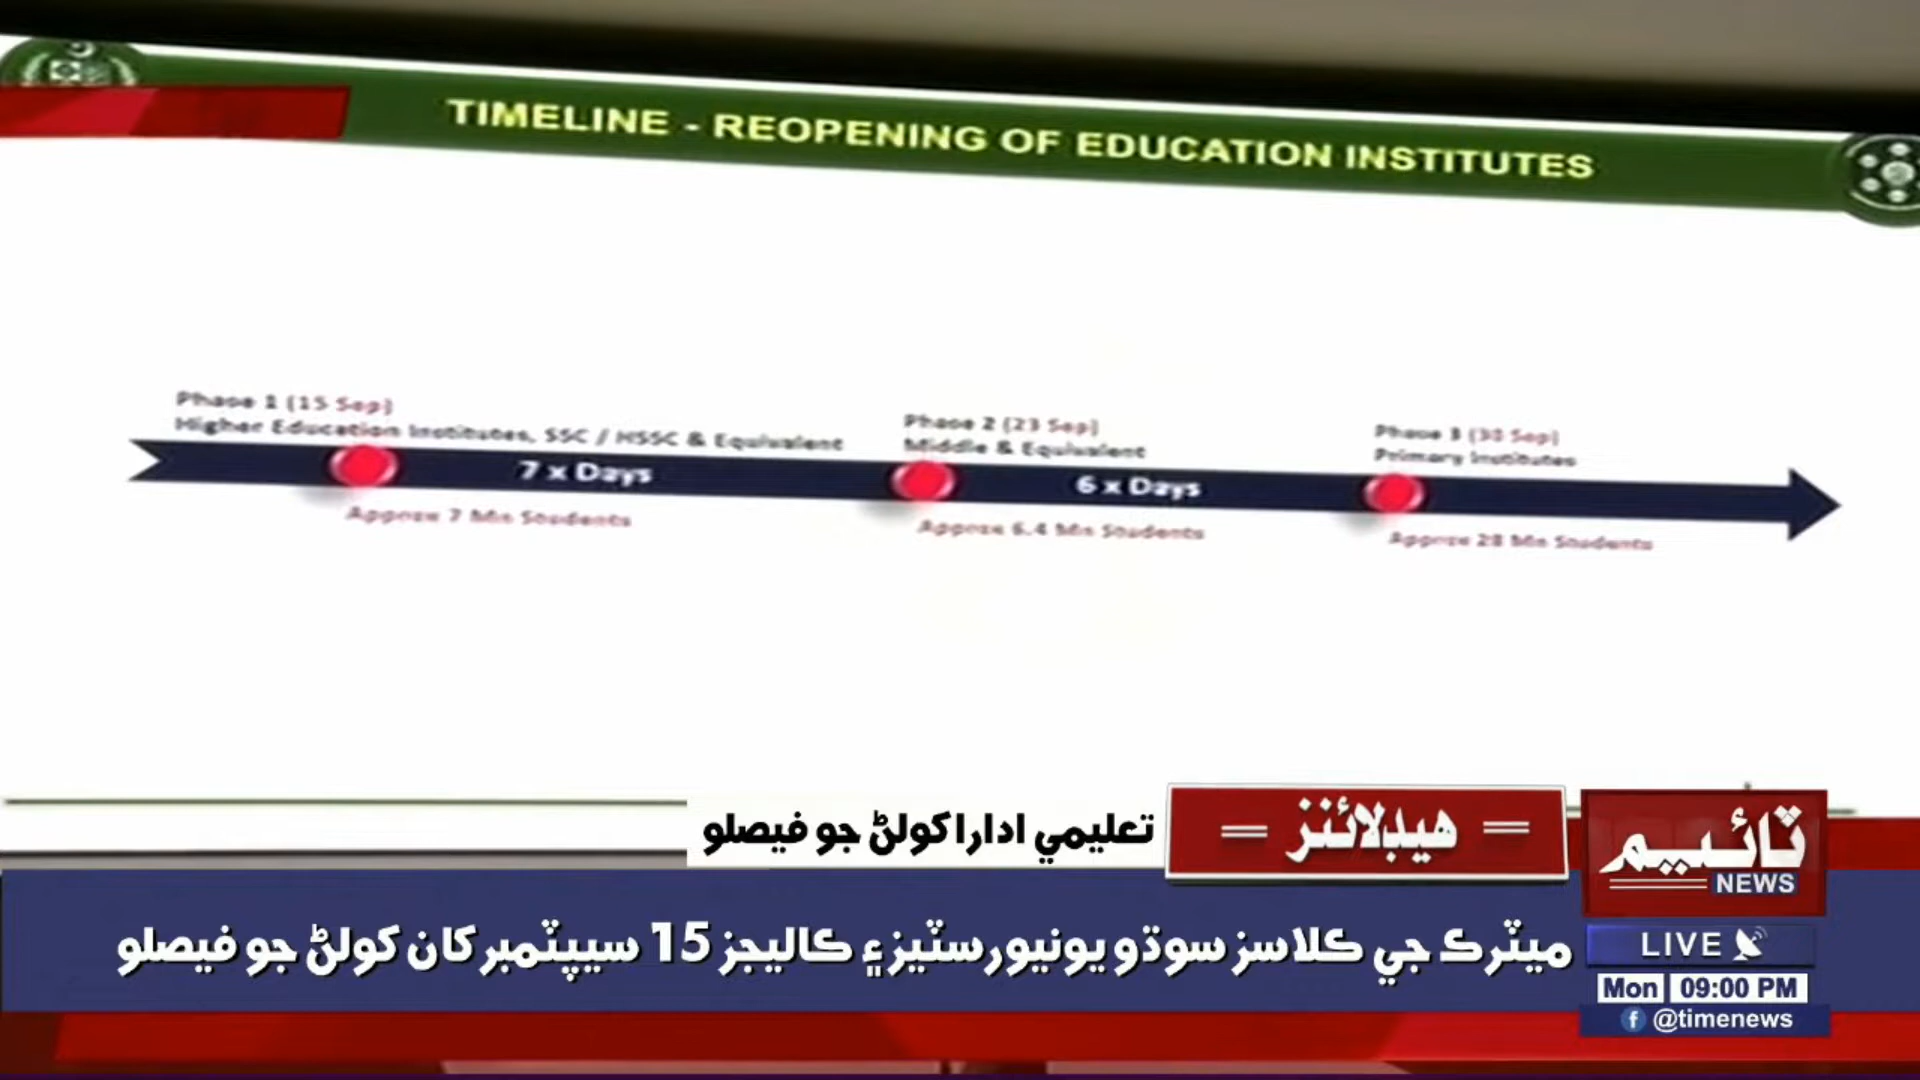 TIMELINE - REOPENING OF EDUCATION INSTITUTES
Phase 1 (15 Sep)
Higher Education Institutes, SSC / HSSC & Equivalent
7 x Days
Approx 7 Mn Students
Phase 2 (23 Sep)
Middle & Equivalent
6 x Days
Approx 6.4 Mn Students
Phase 3 (30 Sep)
Primary Institutes
Approx 28 Mn Students
تعليمي ادارا کولڻ جو فيصلو
هيڊلائنز
ٽائيم
NEWS
ميٽرڪ جي ڪلاسز سوڌو يونيورسٽيز ۽ ڪاليجز 15 سيپٽمبر کان کولڻ جو فيصلو
LIVE
Mon 09:00 PM
@timenews